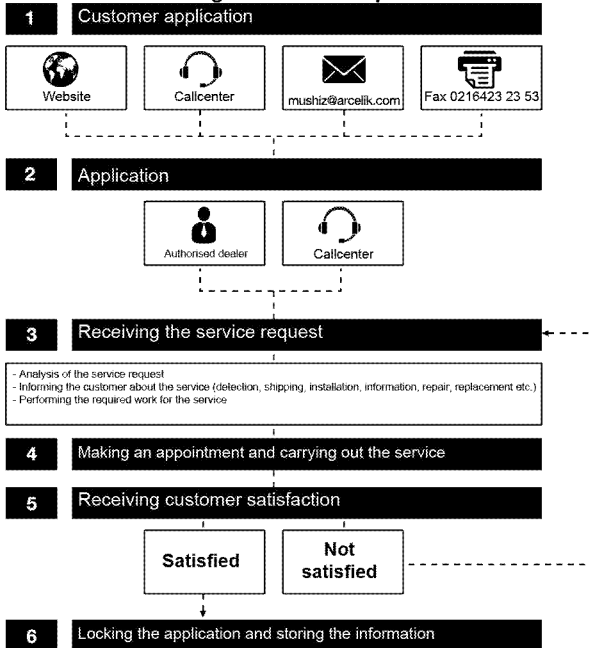 1 Customer application
Website
Callcenter
mushiz@arcelik.com
Fax 0216423 23 53
2 Application
Authorised dealer
Callcenter
3 Receiving the service request
- Analysis of the service request
- Informing the customer about the service (detection, shipping, installation, information, repair, replacement etc.)
- Performing the required work for the service
4 Making an appointment and carrying out the service
5 Receiving customer satisfaction
Satisfied
Not
satisfied
6 Locking the application and storing the information